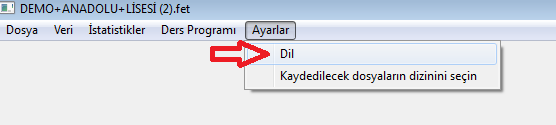 DEMO+ANADOLU+LİSESİ (2).fet
Dosya Veri İstatistikler Ders Programı Ayarlar
Dil
Kaydedilecek dosyaların dizinini seçin